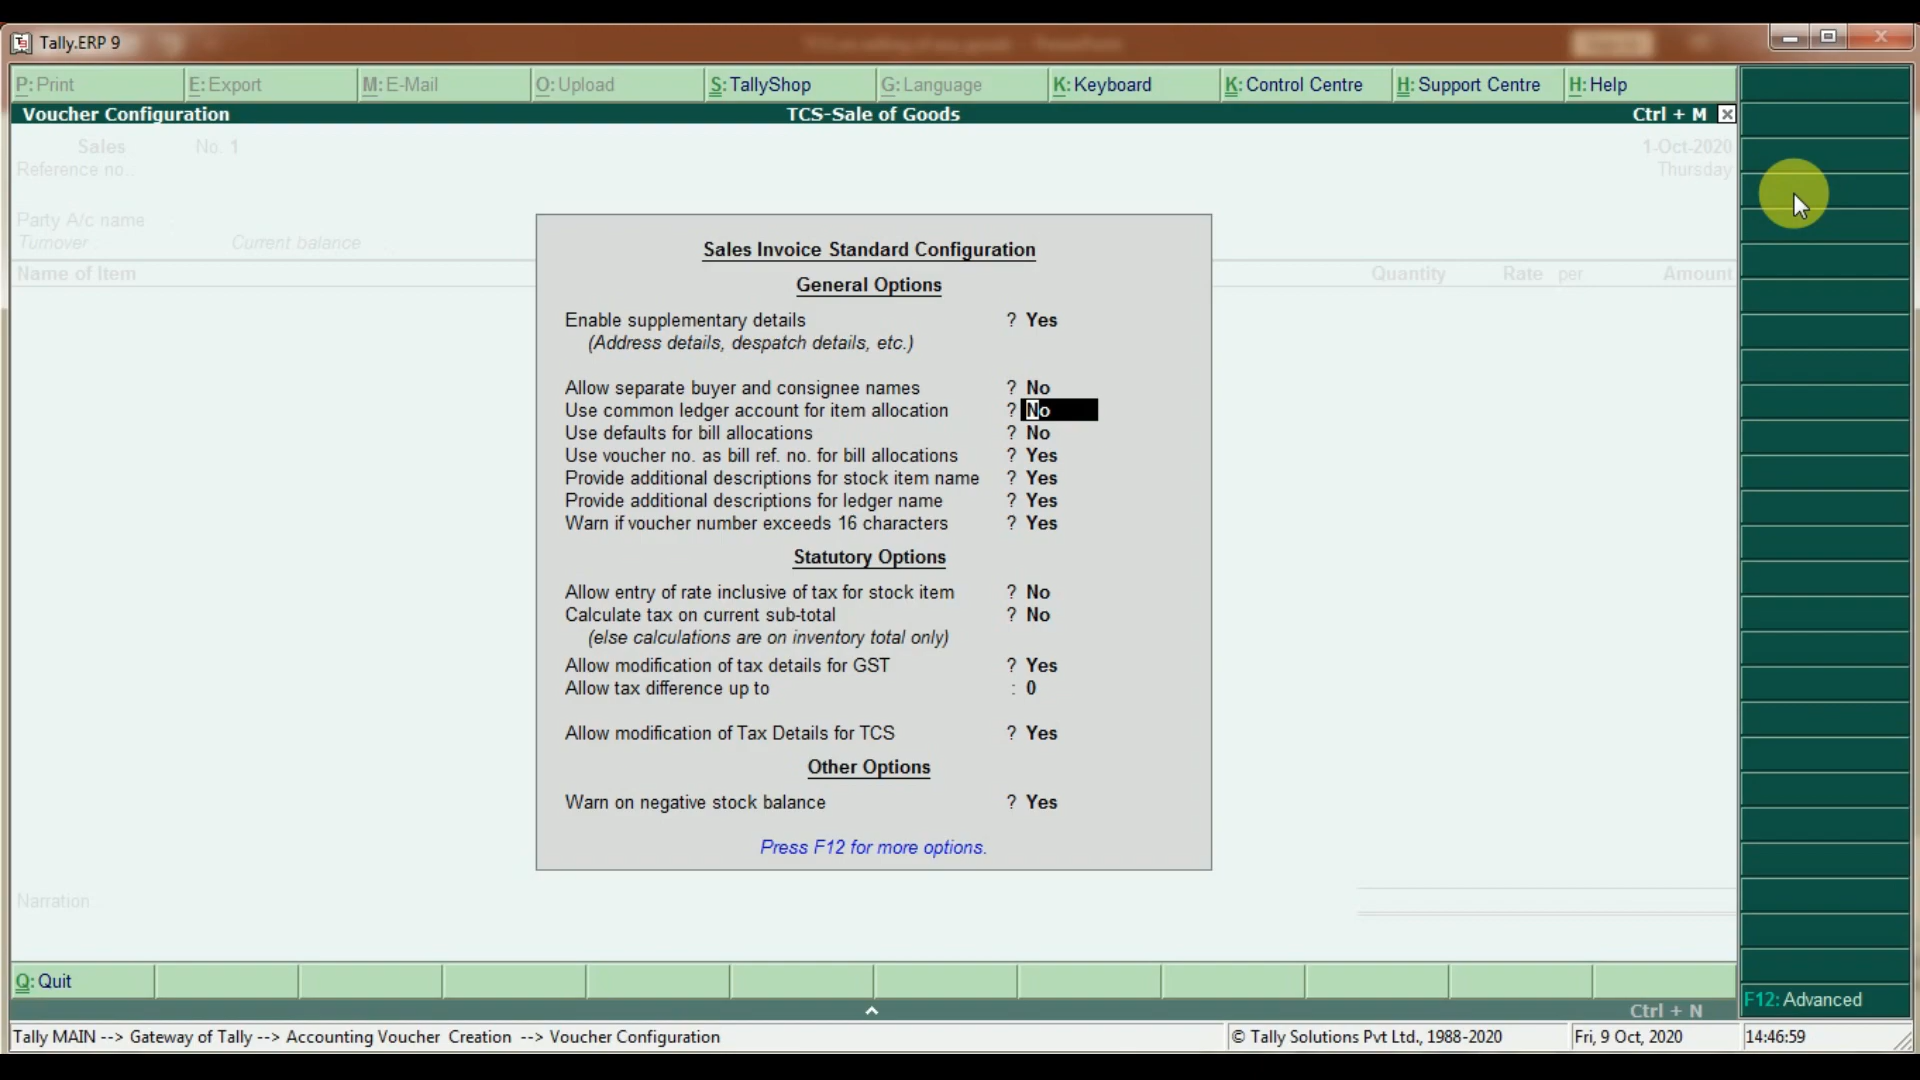 Tally.ERP 9
P: Print
E: Export
M: E-Mail
O: Upload
S: TallyShop
G: Language
K: Keyboard
K: Control Centre
H: Support Centre
H: Help
Voucher Configuration
TCS-Sale of Goods
Ctrl + M
Sales No. 1
1-Oct-2020
Reference no.:
Thursday
Party A/c name :
Turnover :
Current balance :
Name of Item
Quantity
Rate per
Amount
Sales Invoice Standard Configuration
General Options
Enable supplementary details ? Yes
(Address details, despatch details, etc.)
Allow separate buyer and consignee names ? No
Use common ledger account for item allocation ? No
Use defaults for bill allocations ? No
Use voucher no. as bill ref. no. for bill allocations ? Yes
Provide additional descriptions for stock item name ? Yes
Provide additional descriptions for ledger name ? Yes
Warn if voucher number exceeds 16 characters ? Yes
Statutory Options
Allow entry of rate inclusive of tax for stock item ? No
Calculate tax on current sub-total ? No
(else calculations are on inventory total only)
Allow modification of tax details for GST ? Yes
Allow tax difference up to : 0
Allow modification of Tax Details for TCS ? Yes
Other Options
Warn on negative stock balance ? Yes
Press F12 for more options.
Narration
Q: Quit
F12: Advanced
Ctrl + N
Tally MAIN --> Gateway of Tally --> Accounting Voucher Creation --> Voucher Configuration
© Tally Solutions Pvt Ltd., 1988-2020
Fri, 9 Oct, 2020
14:46:59